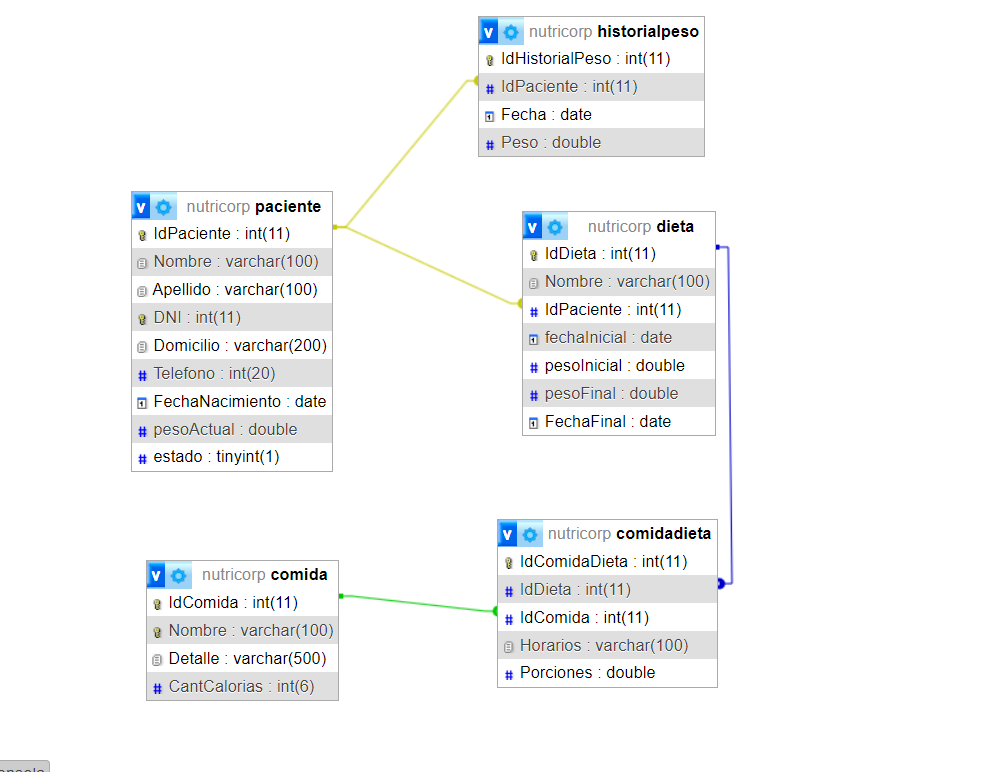 v nutricorp historialpeso
IdHistorialPeso : int(11)
# IdPaciente : int(11)
Fecha : date
# Peso : double
v nutricorp paciente
IdPaciente : int(11)
Nombre : varchar(100)
Apellido : varchar(100)
DNI : int(11)
Domicilio : varchar(200)
# Telefono : int(20)
FechaNacimiento : date
# pesoActual : double
# estado : tinyint(1)
v nutricorp dieta
IdDieta : int(11)
Nombre : varchar(100)
# IdPaciente : int(11)
fechaInicial : date
# pesoInicial : double
# pesoFinal : double
FechaFinal : date
v nutricorp comida
IdComida : int(11)
Nombre : varchar(100)
Detalle : varchar(500)
# CantCalorias : int(6)
v nutricorp comidadieta
IdComidaDieta : int(11)
# IdDieta : int(11)
# IdComida : int(11)
Horarios : varchar(100)
# Porciones : double